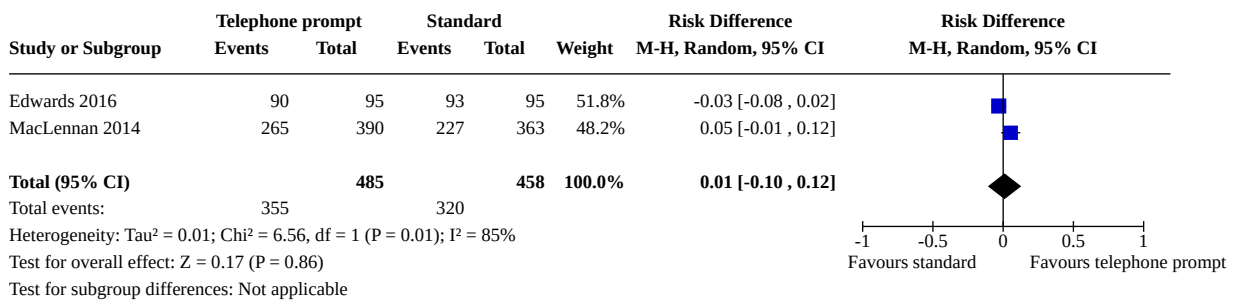 Telephone prompt Standard Risk Difference Risk Difference
Study or Subgroup Events Total Events Total Weight M-H, Random, 95% CI M-H, Random, 95% CI
Edwards 2016 90 95 93 95 51.8% -0.03 [-0.08 , 0.02]
MacLennan 2014 265 390 227 363 48.2% 0.05 [-0.01 , 0.12]
Total (95% CI) 485 458 100.0% 0.01 [-0.10 , 0.12]
Total events: 355 320
Heterogeneity: Tau² = 0.01; Chi² = 6.56, df = 1 (P = 0.01); I² = 85%
-1 -0.5 0 0.5 1
Test for overall effect: Z = 0.17 (P = 0.86) Favours standard Favours telephone prompt
Test for subgroup differences: Not applicable